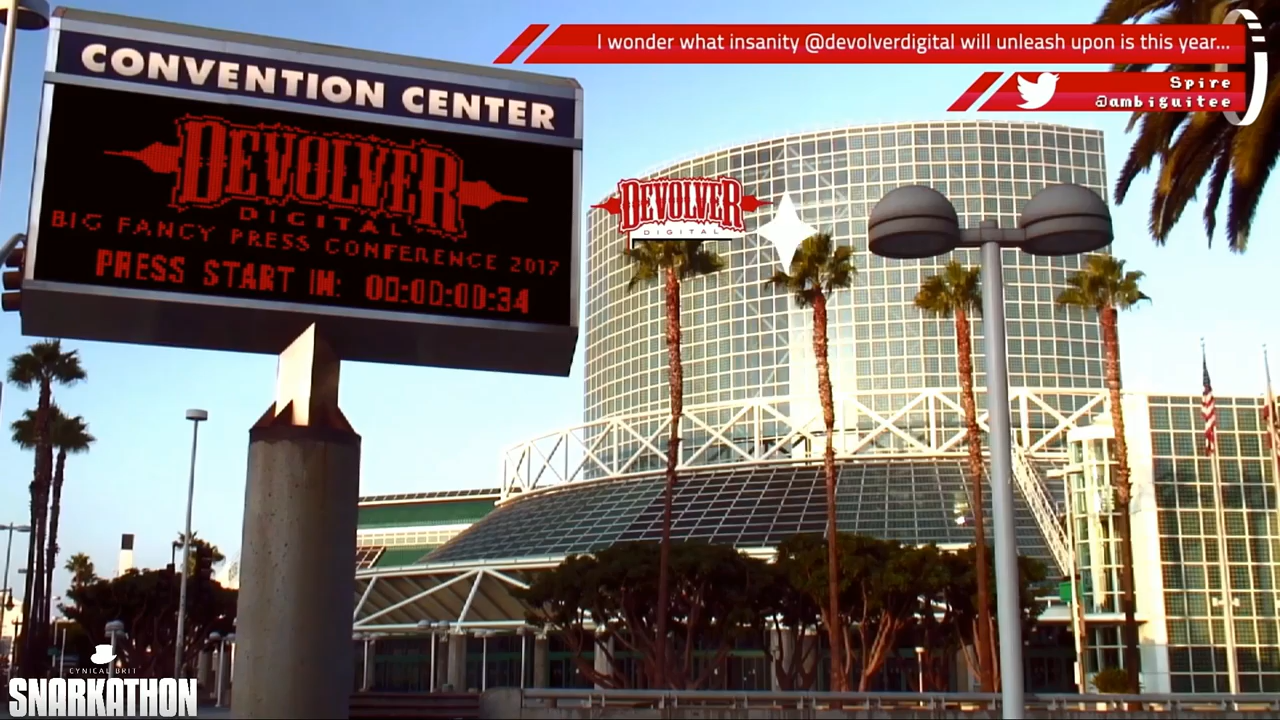 I wonder what insanity @devolverdigital will unleash upon is this year...
Spire
@ambiguitee
CONVENTION CENTER
DEVOLVER
DIGITAL
BIG FANCY PRESS CONFERENCE 2017
PRESS START IN: 00:00:00:34
DEVOLVER
DIGITAL
CYNICAL BRIT
SNARKATHON